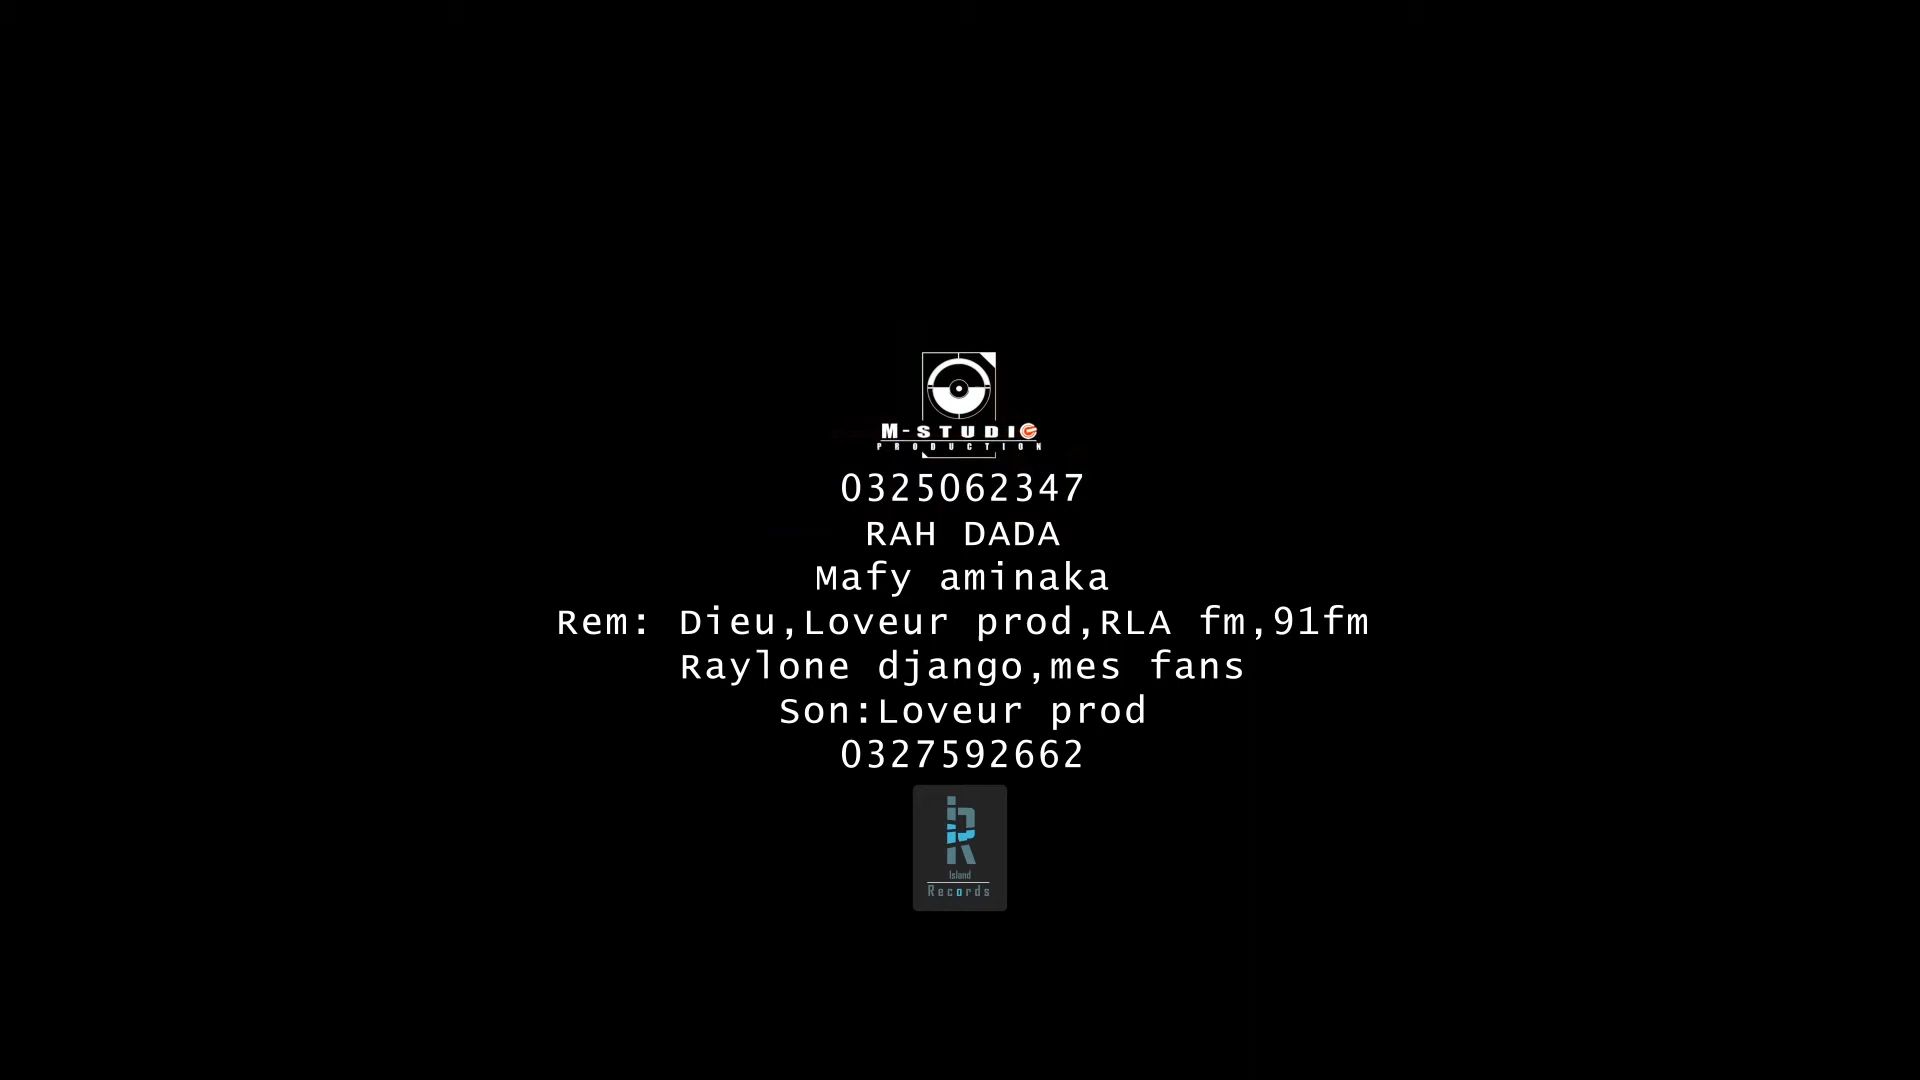 M-STUDIO
PRODUCTION
0325062347
RAH DADA
Mafy aminaka
Rem: Dieu,Loveur prod,RLA fm,91fm
Raylone django,mes fans
Son:Loveur prod
0327592662
iR
Island
Records